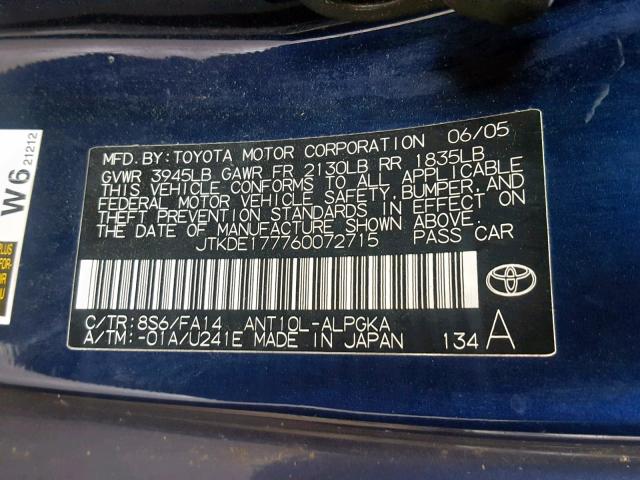 MFD. BY: TOYOTA MOTOR CORPORATION 06/05
GVWR 3945LB GAWR FR 2130LB RR 1835LB
THIS VEHICLE CONFORMS TO ALL APPLICABLE
FEDERAL MOTOR VEHICLE SAFETY, BUMPER, AND
THEFT PREVENTION STANDARDS IN EFFECT ON
THE DATE OF MANUFACTURE SHOWN ABOVE.
JTKDE177760072715 PASS CAR
C/TR: 8S6/FA14 ANT10L-ALPGKA
A/TM: -01A/U241E MADE IN JAPAN 134 A
W6
21212
PLUS